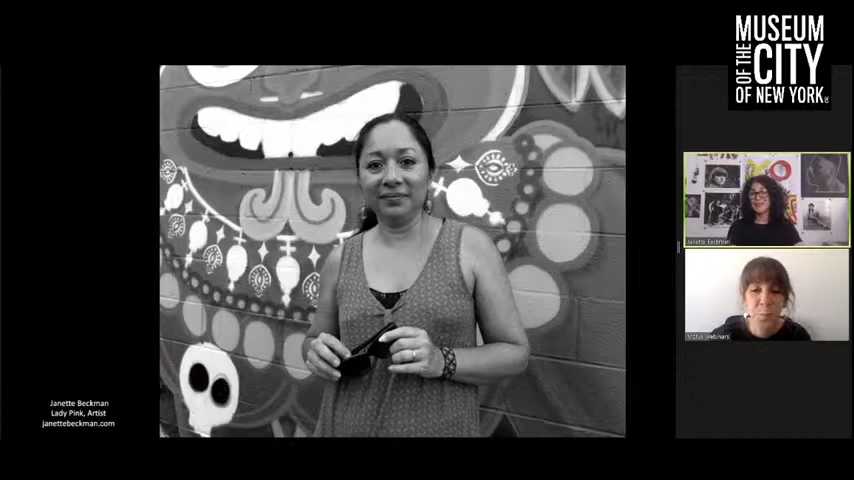 MUSEUM
OF THE CITY
OF NEW YORK
Janette Beckman
Janette Beckman
Lady Pink, Artist
janettebeckman.com